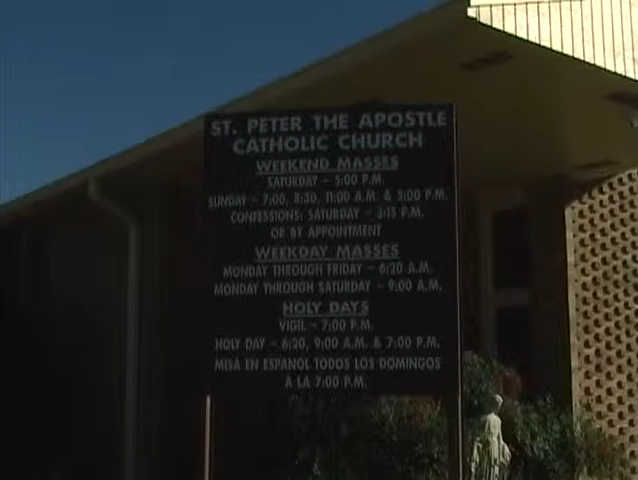 ST. PETER THE APOSTLE
CATHOLIC CHURCH
WEEKEND MASSES
SATURDAY - 5:00 P.M.
SUNDAY - 7:00, 8:30, 11:00 A.M. & 5:00 P.M.
CONFESSIONS: SATURDAY - 3:15 P.M.
OR BY APPOINTMENT
WEEKDAY MASSES
MONDAY THROUGH FRIDAY - 6:20 A.M.
MONDAY THROUGH SATURDAY - 9:00 A.M.
HOLY DAYS
VIGIL - 7:00 P.M.
HOLY DAY - 6:20, 9:00 A.M. & 7:00 P.M.
MISA EN ESPANOL TODOS LOS DOMINGOS
A LA 7:00 P.M.